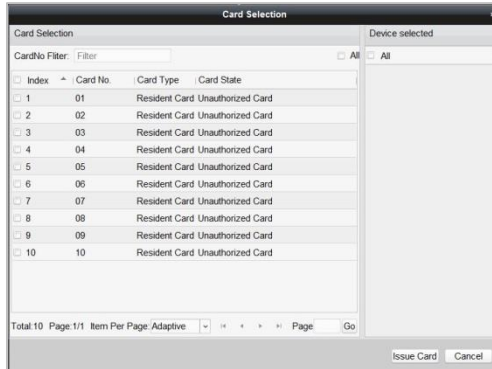 Card Selection
Card Selection
Device selected
CardNo Fliter: Filter
All
All
Index Card No. Card Type Card State
1 01 Resident Card Unauthorized Card
2 02 Resident Card Unauthorized Card
3 03 Resident Card Unauthorized Card
4 04 Resident Card Unauthorized Card
5 05 Resident Card Unauthorized Card
6 06 Resident Card Unauthorized Card
7 07 Resident Card Unauthorized Card
8 08 Resident Card Unauthorized Card
9 09 Resident Card Unauthorized Card
10 10 Resident Card Unauthorized Card
Total:10 Page:1/1 Item Per Page: Adaptive Page Go
Issue Card Cancel